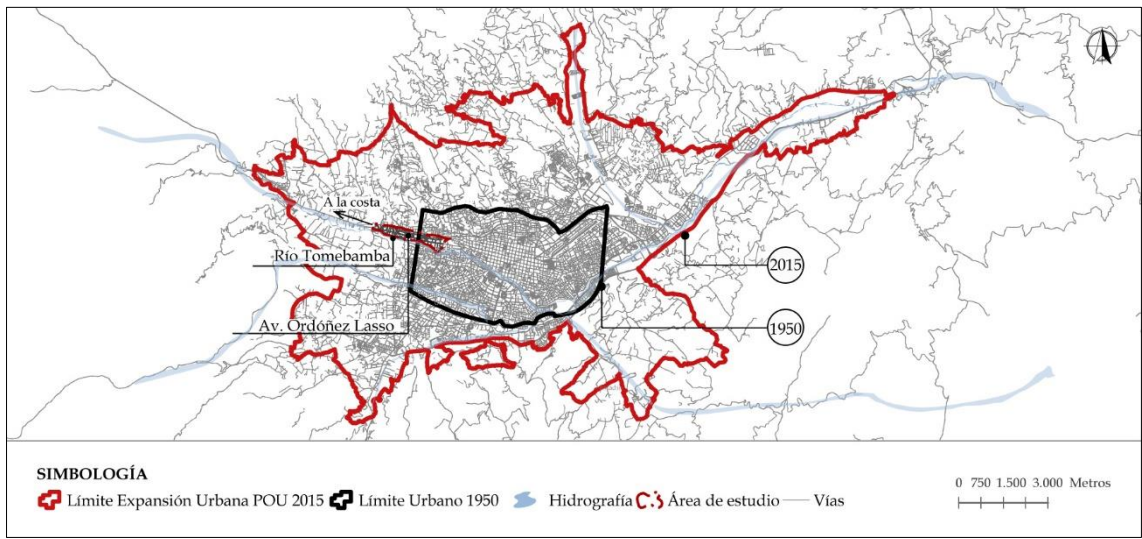 A la costa
Río Tomebamba
2015
Av. Ordóñez Lasso
1950
SIMBOLOGÍA
Límite Expansión Urbana POU 2015 Límite Urbano 1950 Hidrografía Área de estudio Vías
0 750 1.500 3.000 Metros